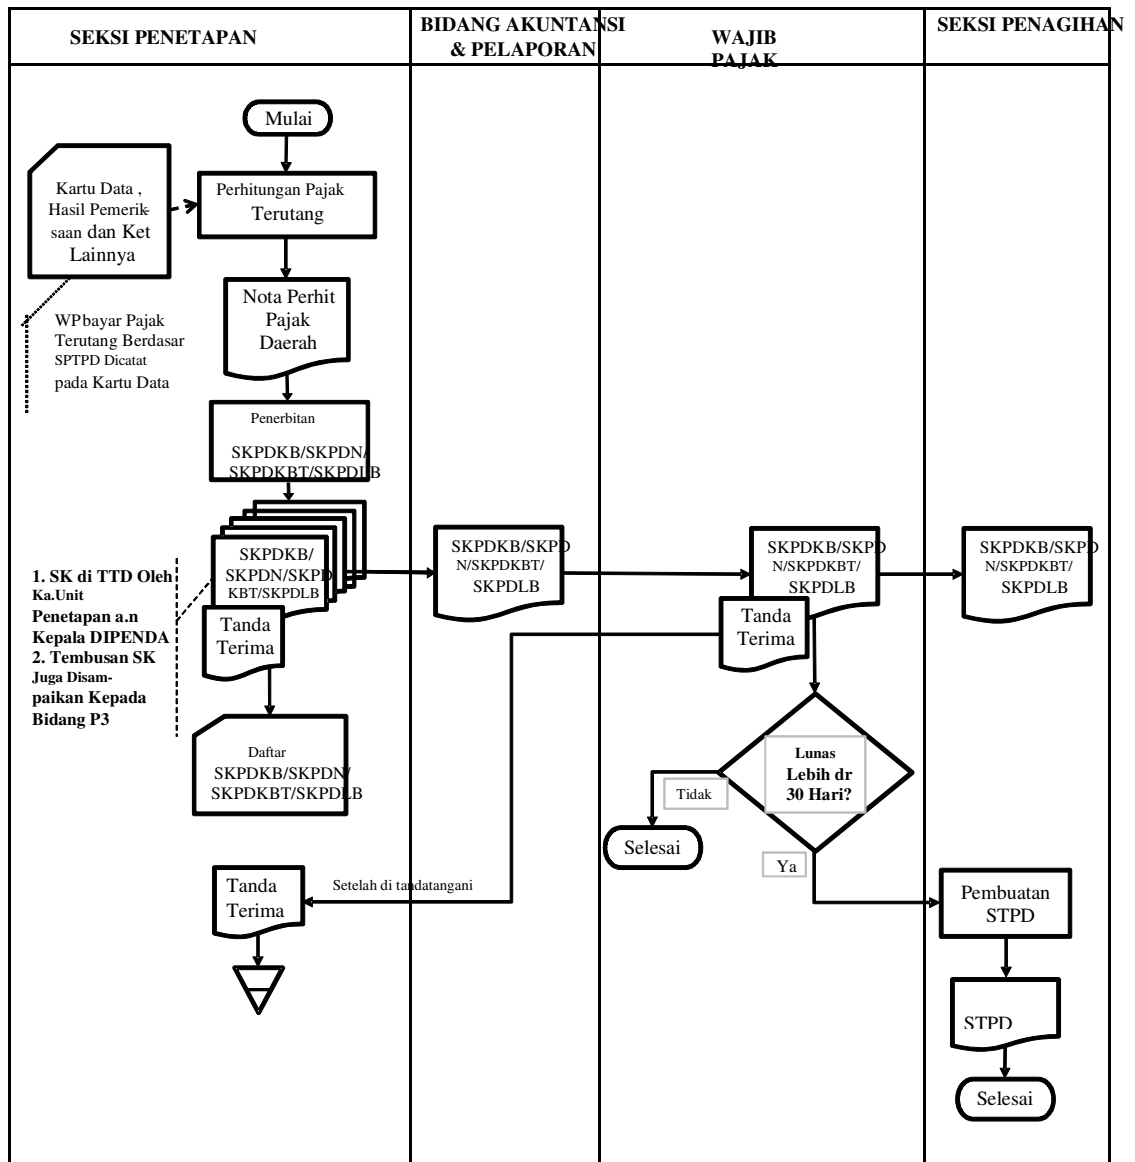 SEKSI PENETAPAN
BIDANG AKUNTANSI
& PELAPORAN
WAJIB
PAJAK
SEKSI PENAGIHAN
Mulai
Kartu Data ,
Hasil Pemerik-
saan dan Ket
Lainnya
Perhitungan Pajak
Terutang
Nota Perhit
Pajak
Daerah
WPbayar Pajak
Terutang Berdasar
SPTPD Dicatat
pada Kartu Data
Penerbitan
SKPDKB/SKPDN/
SKPDKBT/SKPDLB
SKPDKB/
SKPDN/SKPD
KBT/SKPDLB
Tanda
Terima
1. SK di TTD Oleh
Ka.Unit
Penetapan a.n
Kepala DIPENDA
2. Tembusan SK
Juga Disam-
paikan Kepada
Bidang P3
SKPDKB/SKPD
N/SKPDKBT/
SKPDLB
SKPDKB/SKPD
N/SKPDKBT/
SKPDLB
Tanda
Terima
SKPDKB/SKPD
N/SKPDKBT/
SKPDLB
Daftar
SKPDKB/SKPDN/
SKPDKBT/SKPDLB
Lunas
Lebih dr
30 Hari?
Tidak
Selesai
Ya
Tanda
Terima
Setelah di tandatangani
Pembuatan
STPD
STPD
Selesai